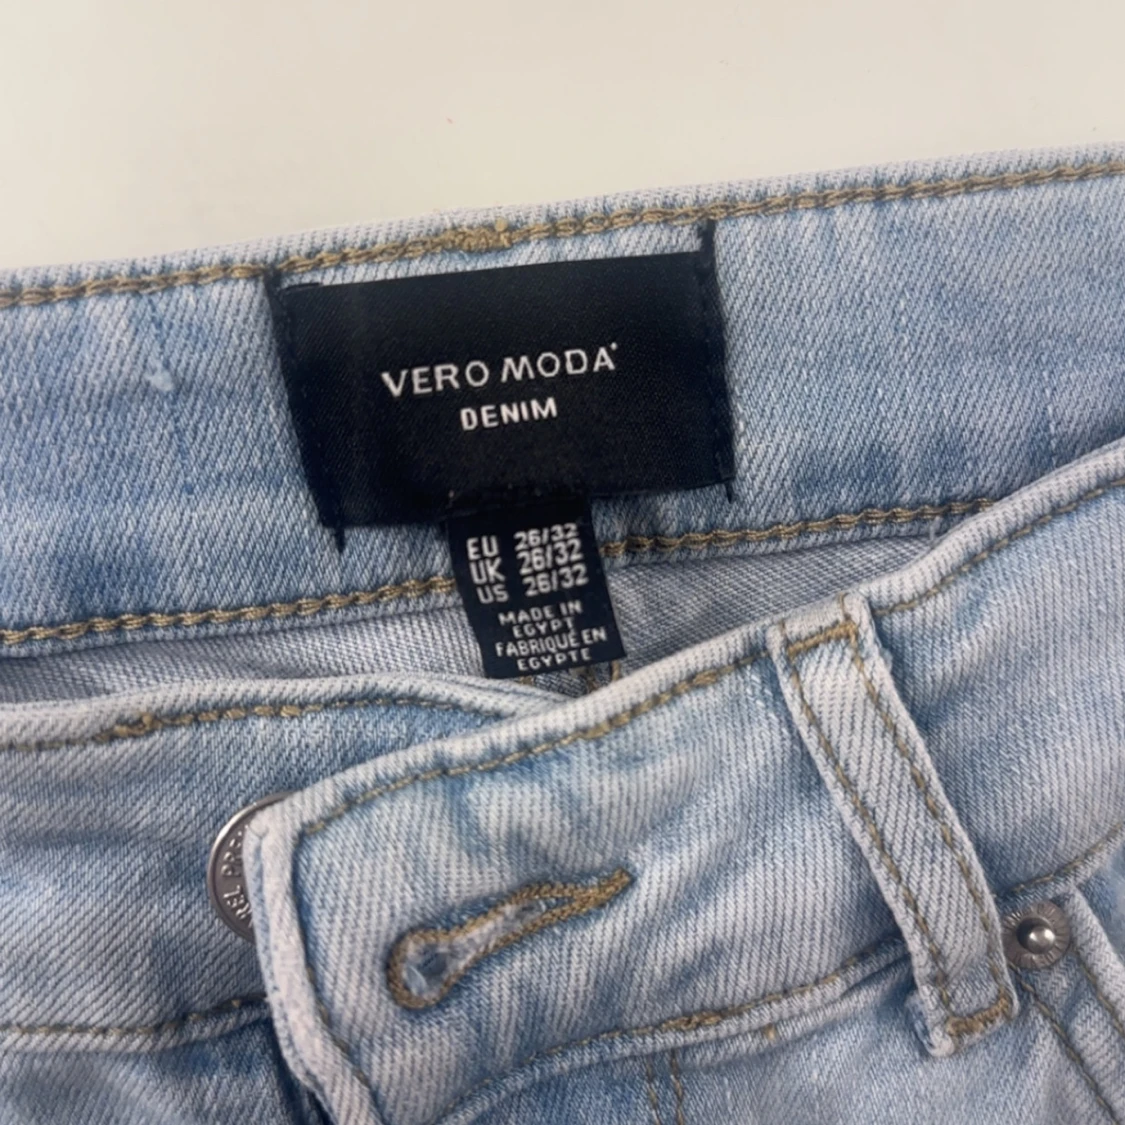 VERO MODA
DENIM
EU 26/32
UK 26/32
US 26/32
MADE IN
EGYPT
FABRIQUÉ EN
EGYPTE